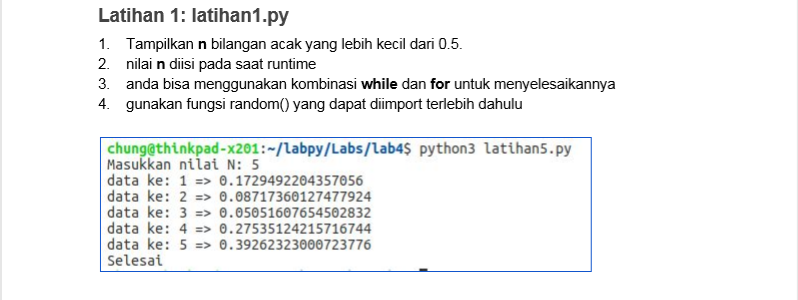 Latihan 1: latihan1.py
1. Tampilkan n bilangan acak yang lebih kecil dari 0.5.
2. nilai n diisi pada saat runtime
3. anda bisa menggunakan kombinasi while dan for untuk menyelesaikannya
4. gunakan fungsi random() yang dapat diimport terlebih dahulu
chung@thinkpad-x201:~/labpy/Labs/lab4$ python3 latihan5.py
Masukkan nilai N: 5
data ke: 1 => 0.1729492204357056
data ke: 2 => 0.08717360127477924
data ke: 3 => 0.05051607654502832
data ke: 4 => 0.27535124215716744
data ke: 5 => 0.39262323000723776
Selesai